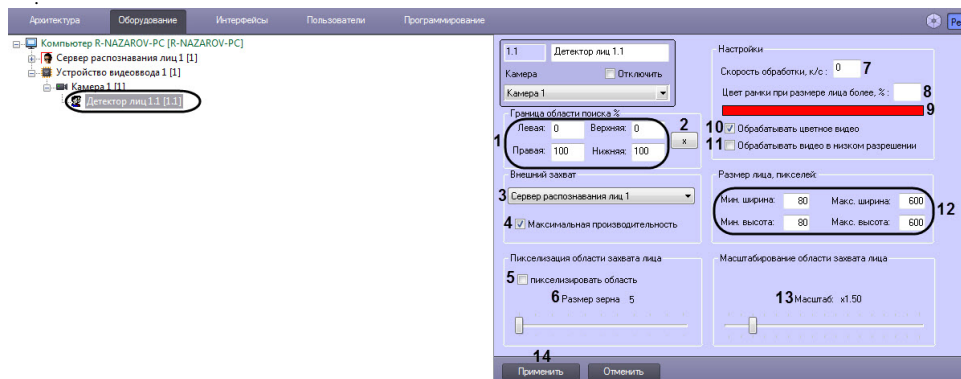 Архитектура Оборудование Интерфейсы Пользователи Программирование
Компьютер R-NAZAROV-PC [R-NAZAROV-PC]
Сервер распознавания лиц 1 [1]
Устройство видеоввода 1 [1]
Камера 1 [1]
Детектор лиц 1.1 [1.1]
1.1 Детектор лиц 1.1
Камера Отключить
Камера 1
Граница области поиска %
Левая: 0 Верхняя: 0 2
1 x
Правая: 100 Нижняя: 100
Внешний захват
3 Сервер распознавания лиц 1
4 Максимальная производительность
Пикселизация области захвата лица
5 пикселизировать область
6 Размер зерна 5
Настройки
Скорость обработки, к/с : 0 7
Цвет рамки при размере лица более, % : 8
9
10 Обрабатывать цветное видео
11 Обрабатывать видео в низком разрешении
Размер лица, пикселей:
Мин. ширина: 80 Макс. ширина: 600
12
Мин. высота: 80 Макс. высота: 600
Масштабирование области захвата лица
13 Масштаб: x1.50
14
Применить Отменить